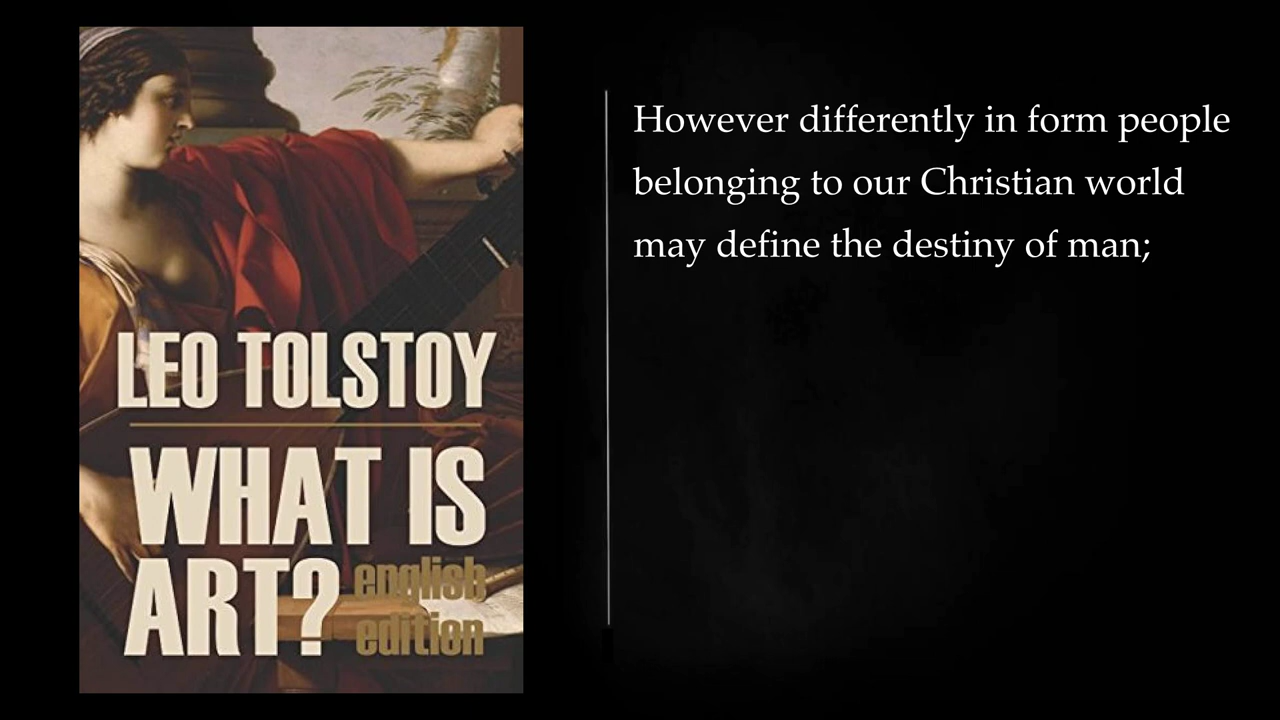 LEO TOLSTOY
WHAT IS
ART?
english
edition
However differently in form people
belonging to our Christian world
may define the destiny of man;